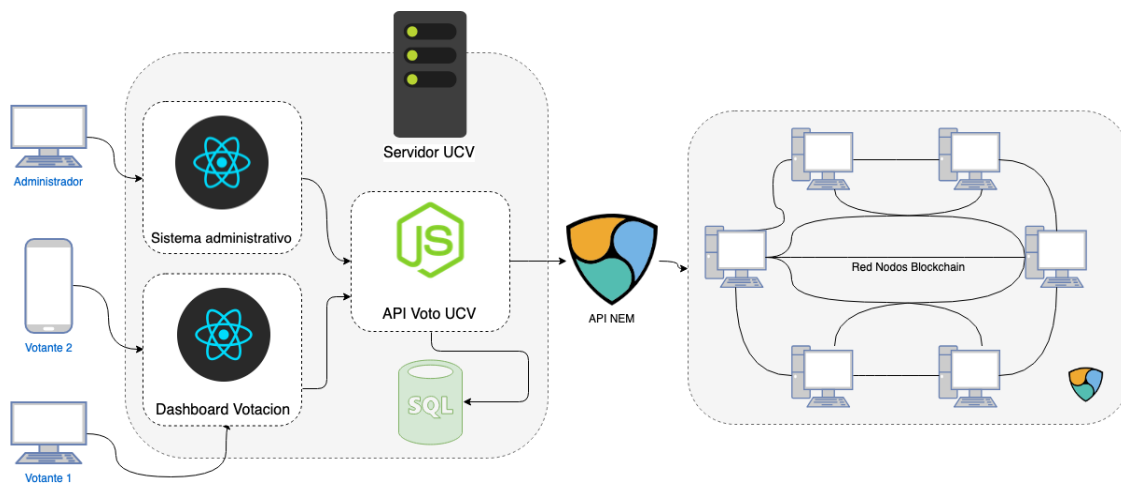 Servidor UCV
Administrador
Sistema administrativo
JS
API Voto UCV
Red Nodos Blockchain
API NEM
Votante 2
SQL
Dashboard Votacion
Votante 1